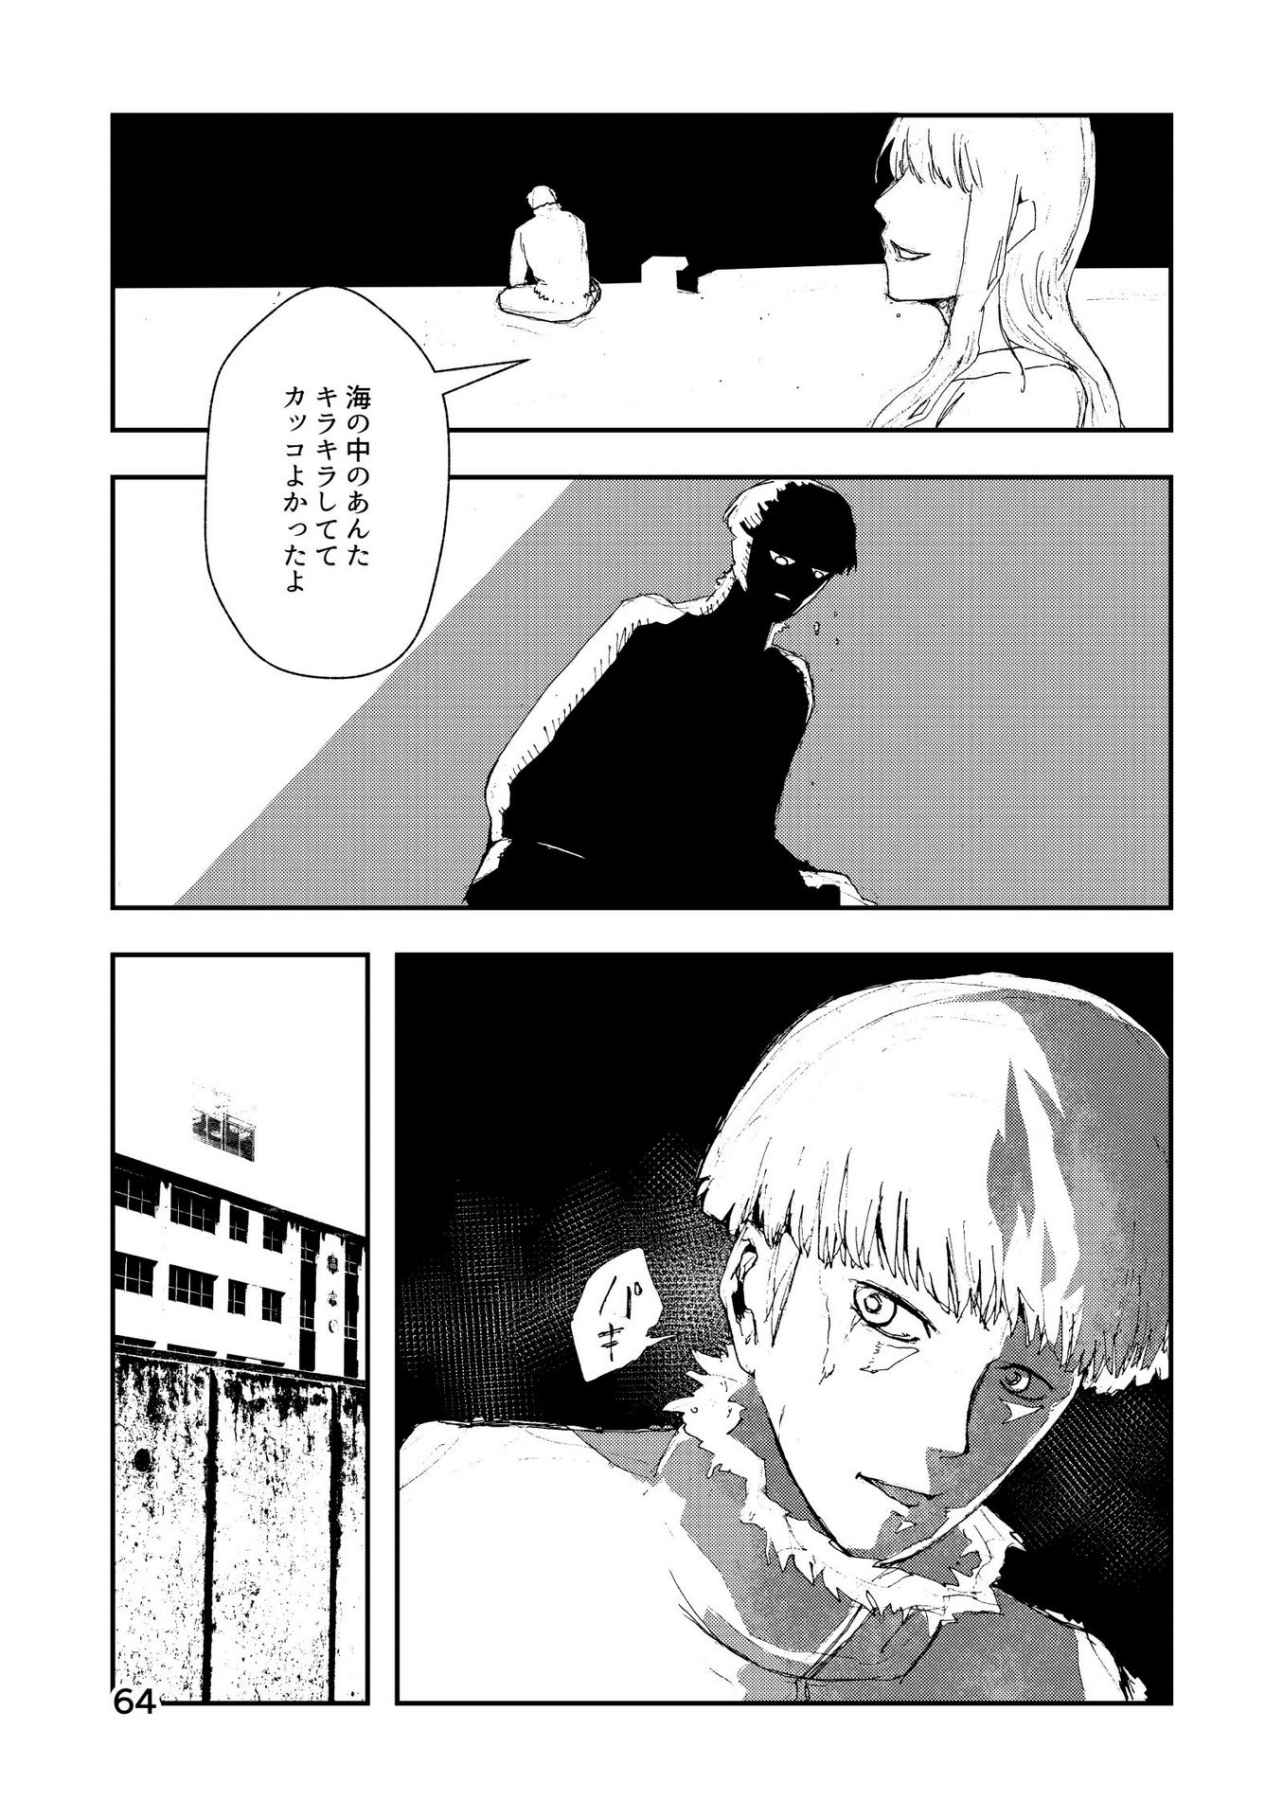 海の中のあんた
キラキラしてて
カッコよかったよ
パキ
64